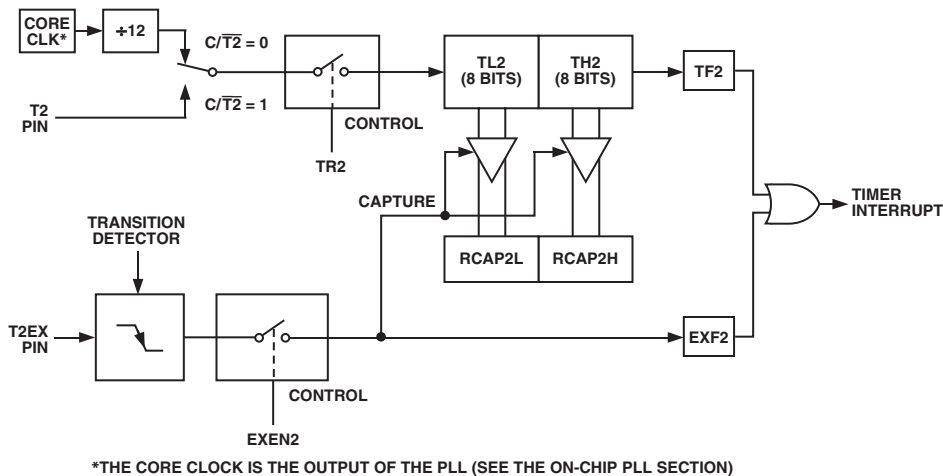 CORE
CLK*
÷12
C/T2̅ = 0
C/T2̅ = 1
T2
PIN
CONTROL
TR2
TL2
(8 BITS)
TH2
(8 BITS)
TF2
CAPTURE
RCAP2L
RCAP2H
TIMER
INTERRUPT
TRANSITION
DETECTOR
T2EX
PIN
CONTROL
EXEN2
EXF2
*THE CORE CLOCK IS THE OUTPUT OF THE PLL (SEE THE ON-CHIP PLL SECTION)